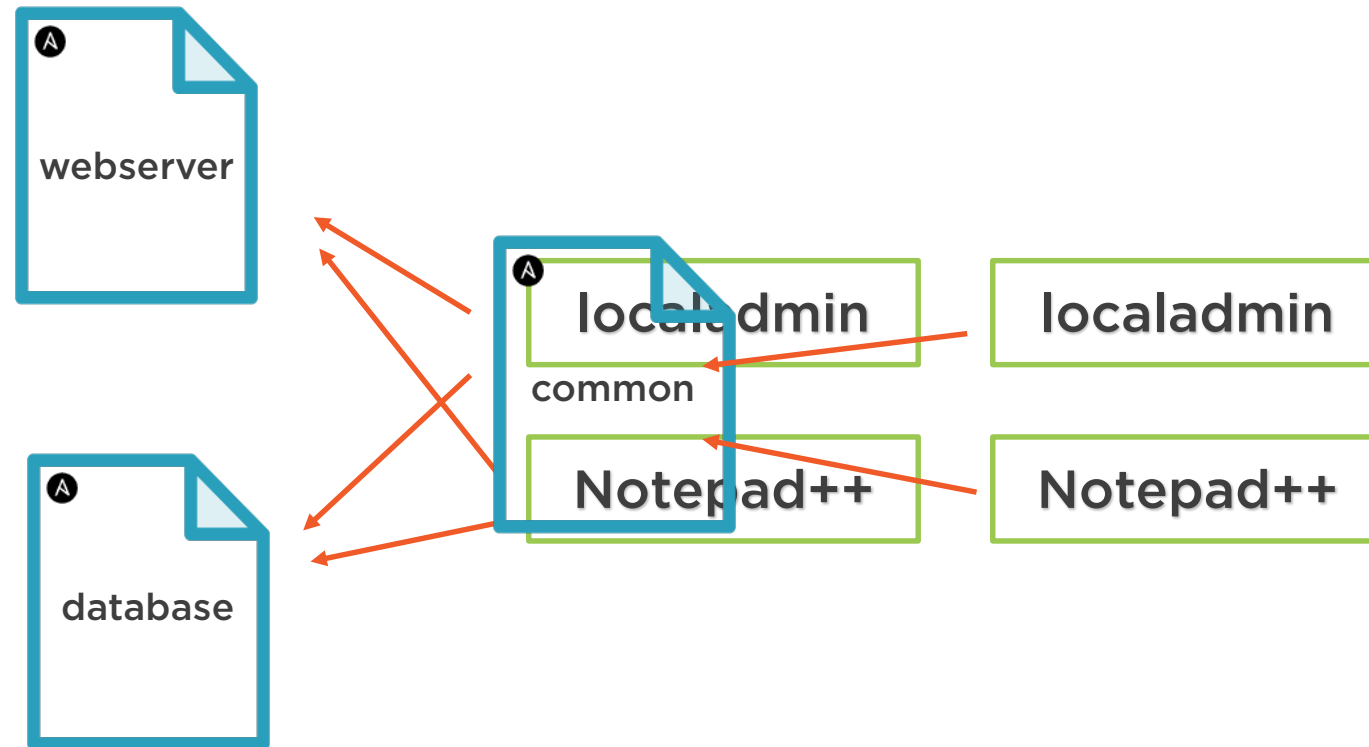 webserver
localadmin
localadmin
common
Notepad++
Notepad++
database